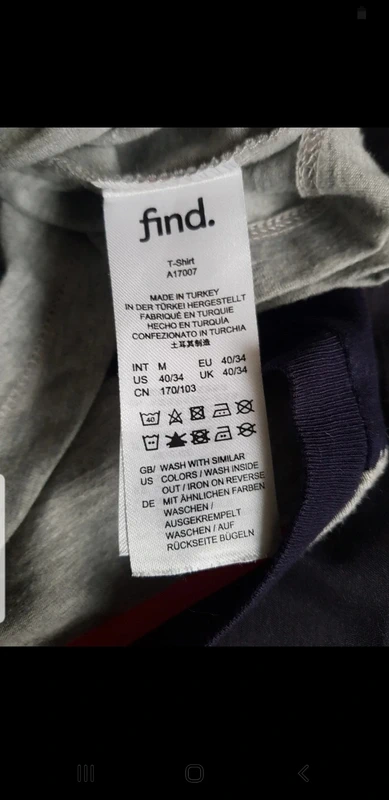 find.
T-Shirt
A17007
MADE IN TURKEY
IN DER TÜRKEI HERGESTELLT
FABRIQUÉ EN TURQUIE
HECHO EN TURQUÍA
CONFEZIONATO IN TURCHIA
土耳其制造
INT M EU 40/34
US 40/34 UK 40/34
CN 170/103
40
GB/ WASH WITH SIMILAR
US COLORS / WASH INSIDE
OUT / IRON ON REVERSE
DE MIT ÄHNLICHEN FARBEN
WASCHEN /
AUSGEKREMPELT
WASCHEN / AUF
RÜCKSEITE BÜGELN